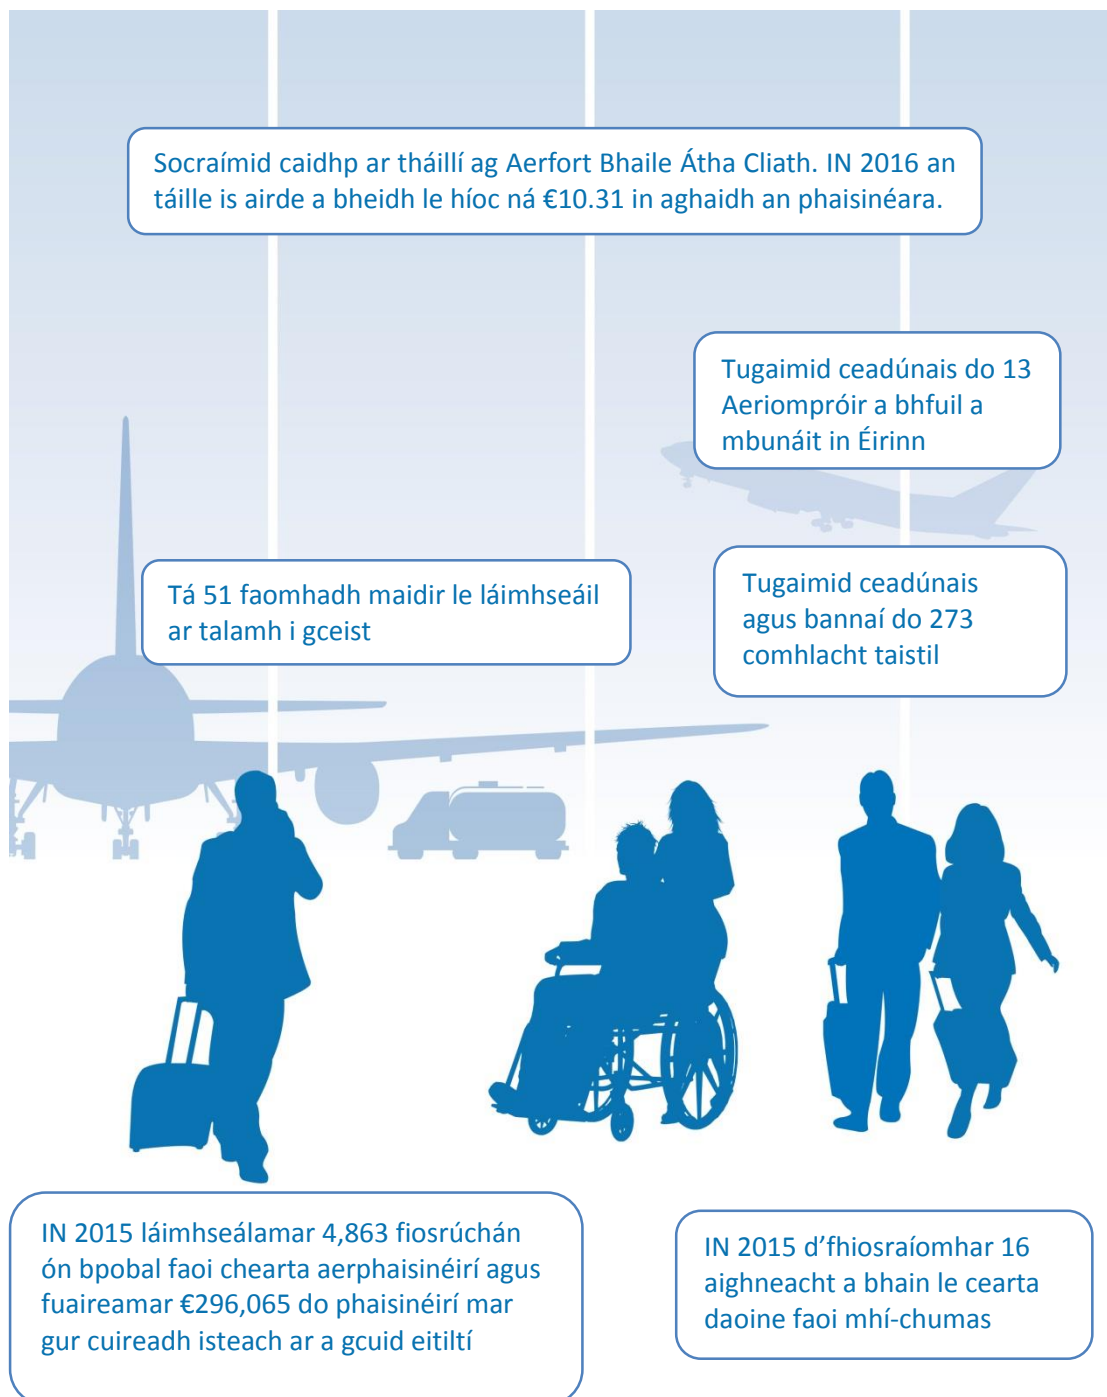 Socraímid caidhp ar tháillí ag Aerfort Bhaile Átha Cliath. IN 2016 an
táille is airde a bheidh le híoc ná €10.31 in aghaidh an phaisinéara.
Tugaimid ceadúnais do 13
Aeriompróir a bhfuil a
mbunáit in Éirinn
Tá 51 faomhadh maidir le láimhseáil
ar talamh i gceist
Tugaimid ceadúnais
agus bannaí do 273
comhlacht taistil
IN 2015 láimhseálamar 4,863 fiosrúchán
ón bpobal faoi chearta aerphaisinéirí agus
fuaireamar €296,065 do phaisinéirí mar
gur cuireadh isteach ar a gcuid eitiltí
IN 2015 d'fhiosraíomhar 16
aighneacht a bhain le cearta
daoine faoi mhí-chumas